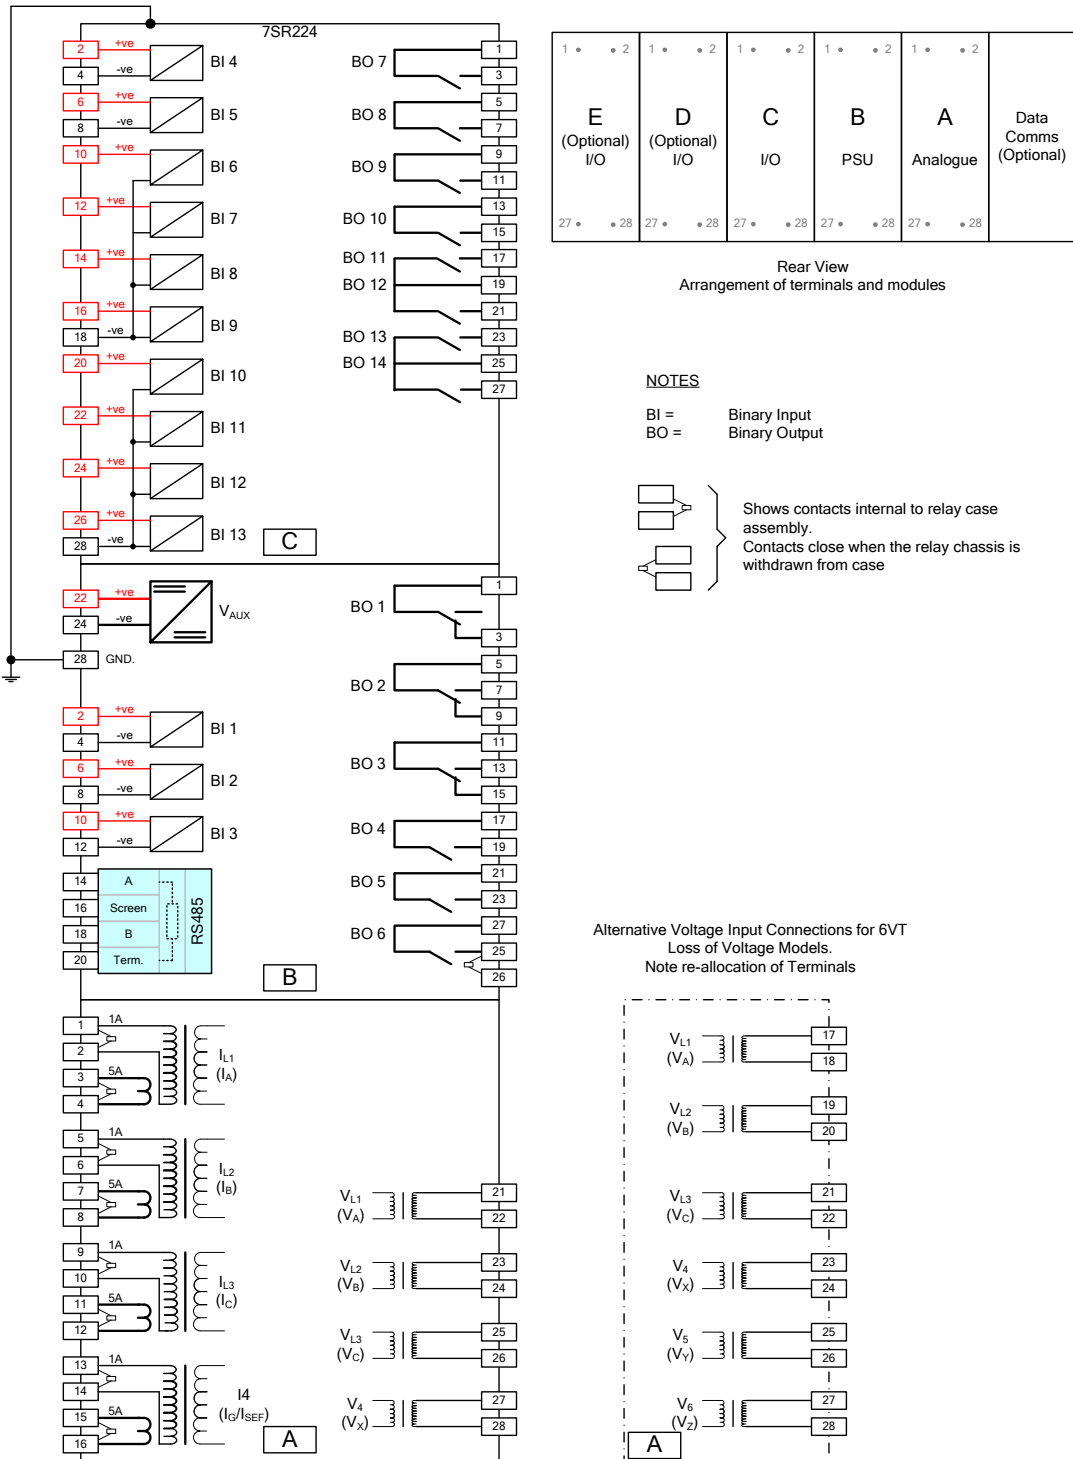 7SR224
2 +ve
4 -ve
BI 4
6 +ve
8 -ve
BI 5
10 +ve
BI 6
12 +ve
BI 7
14 +ve
BI 8
16 +ve
18 -ve
BI 9
20 +ve
BI 10
22 +ve
BI 11
24 +ve
BI 12
26 +ve
28 -ve
BI 13
C
BO 7
1
3
BO 8
5
7
BO 9
9
11
BO 10
13
15
BO 11
17
BO 12
19
21
BO 13
23
BO 14
25
27
22 +ve
24 -ve
VAUX
28 GND.
2 +ve
4 -ve
BI 1
6 +ve
8 -ve
BI 2
10 +ve
12 -ve
BI 3
14 A
16 Screen
18 B
20 Term.
RS485
B
BO 1
1
3
BO 2
5
7
9
BO 3
11
13
15
BO 4
17
19
BO 5
21
23
BO 6
27
25
26
1 1A
2
3 5A
4
IL1
(IA)
5 1A
6
7 5A
8
IL2
(IB)
9 1A
10
11 5A
12
IL3
(IC)
13 1A
14
15 5A
16
I4
(IG/ISEF)
A
VL1
(VA)
21
22
VL2
(VB)
23
24
VL3
(VC)
25
26
V4
(VX)
27
28
1 2
E
(Optional)
I/O
27 28
1 2
D
(Optional)
I/O
27 28
1 2
C
I/O
27 28
1 2
B
PSU
27 28
1 2
A
Analogue
27 28
Data
Comms
(Optional)
Rear View
Arrangement of terminals and modules
NOTES
BI = Binary Input
BO = Binary Output
Shows contacts internal to relay case
assembly.
Contacts close when the relay chassis is
withdrawn from case
Alternative Voltage Input Connections for 6VT
Loss of Voltage Models.
Note re-allocation of Terminals
VL1
(VA)
17
18
VL2
(VB)
19
20
VL3
(VC)
21
22
V4
(VX)
23
24
V5
(VY)
25
26
V6
(VZ)
27
28
A